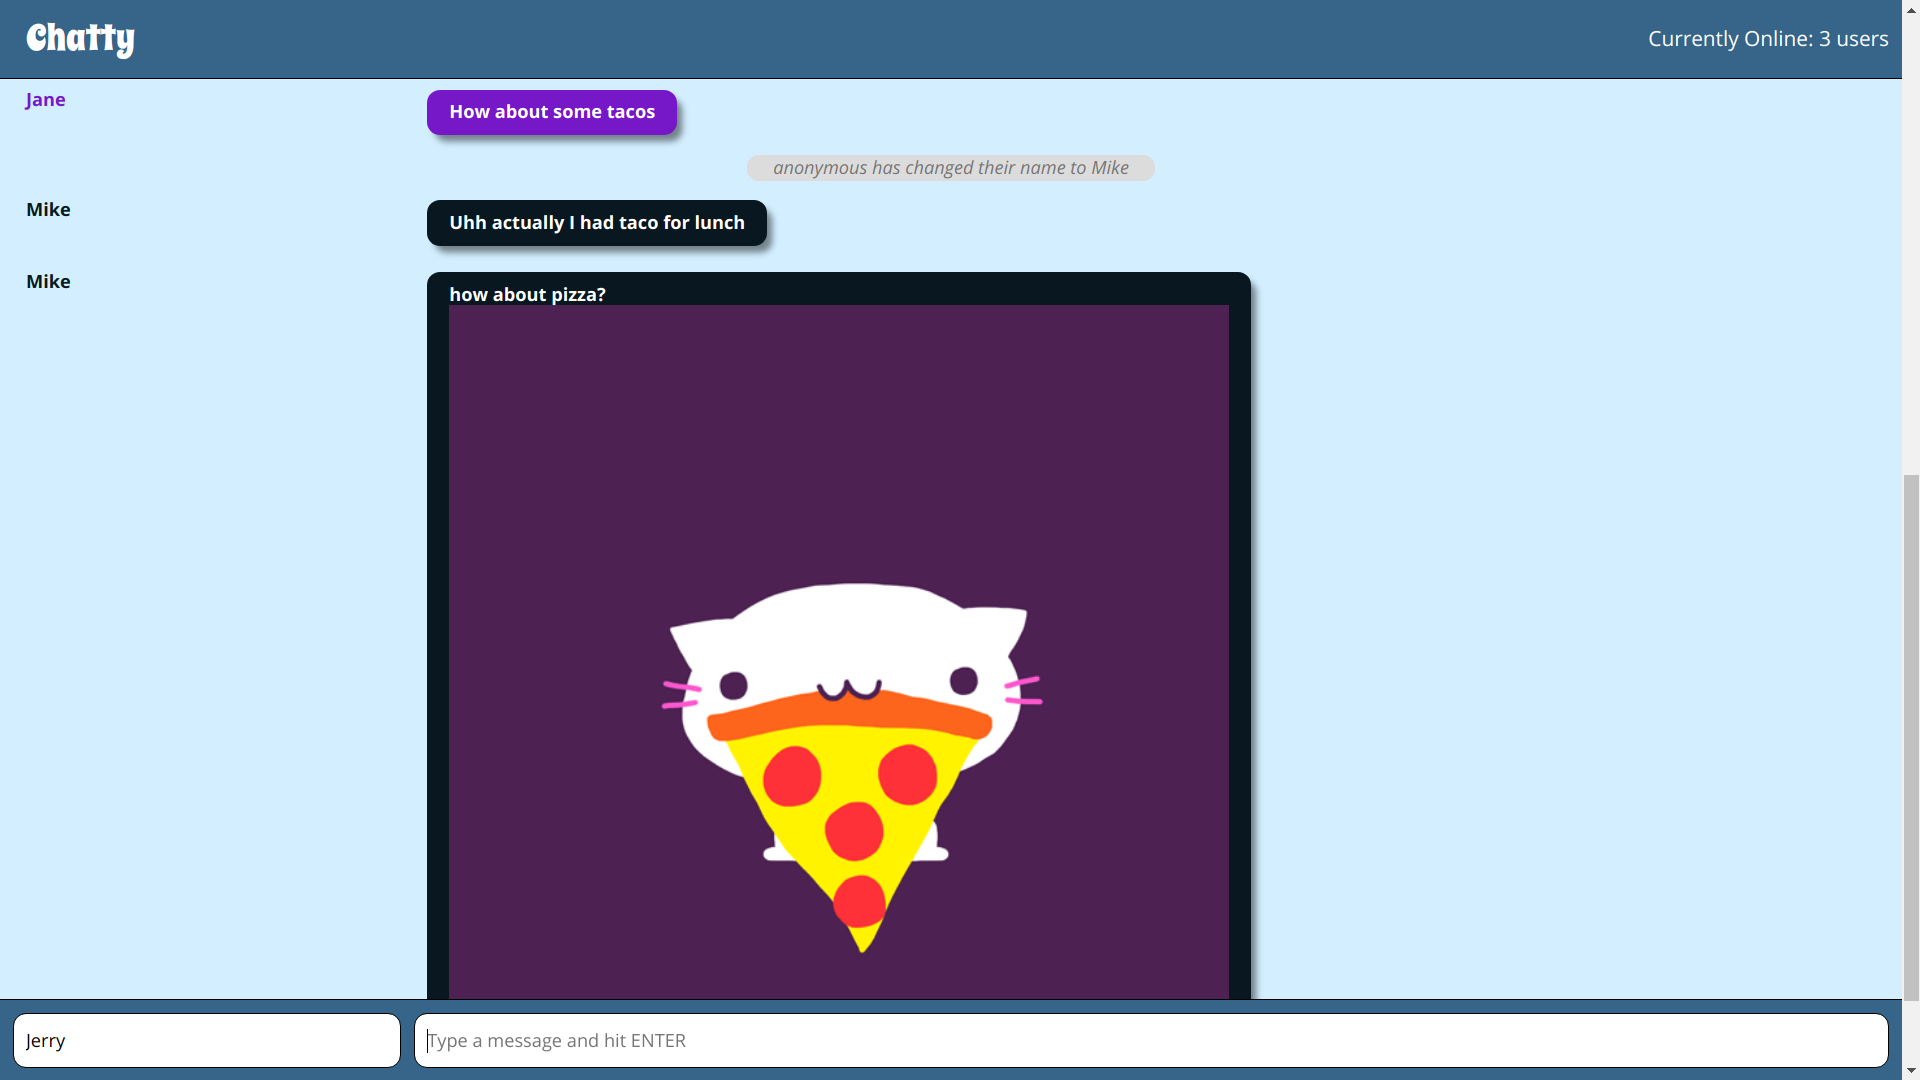 Chatty
Currently Online: 3 users
Jane
How about some tacos
anonymous has changed their name to Mike
Mike
Uhh actually I had taco for lunch
Mike
how about pizza?
Jerry
Type a message and hit ENTER